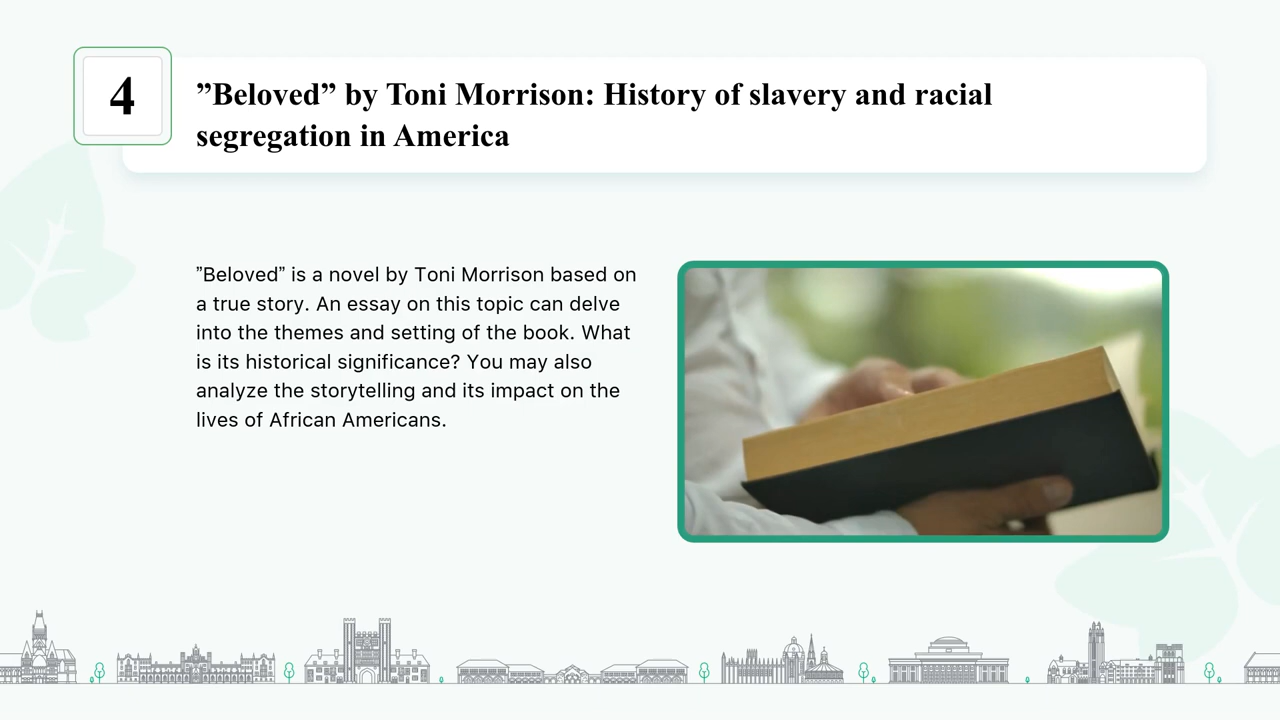 4
”Beloved” by Toni Morrison: History of slavery and racial
segregation in America
”Beloved” is a novel by Toni Morrison based on
a true story. An essay on this topic can delve
into the themes and setting of the book. What
is its historical significance? You may also
analyze the storytelling and its impact on the
lives of African Americans.